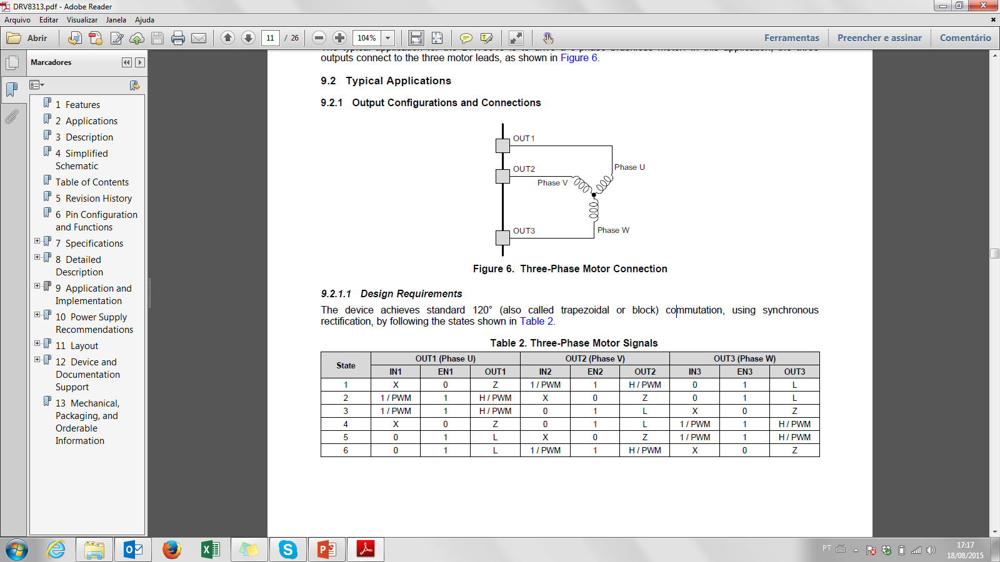 DRV8313.pdf - Adobe Reader
Arquivo Editar Visualizar Janela Ajuda
Abrir 11 / 26 104% Ferramentas Preencher e assinar Comentário
Marcadores
1 Features
2 Applications
3 Description
4 Simplified
Schematic
Table of Contents
5 Revision History
6 Pin Configuration
and Functions
7 Specifications
8 Detailed
Description
9 Application and
Implementation
10 Power Supply
Recommendations
11 Layout
12 Device and
Documentation
Support
13 Mechanical,
Packaging, and
Orderable
Information
outputs connect to the three motor leads, as shown in Figure 6.
9.2 Typical Applications
9.2.1 Output Configurations and Connections
OUT1
Phase U
OUT2
Phase V
OUT3
Phase W
Figure 6. Three-Phase Motor Connection
9.2.1.1 Design Requirements
The device achieves standard 120° (also called trapezoidal or block) commutation, using synchronous
rectification, by following the states shown in Table 2.
Table 2. Three-Phase Motor Signals
State OUT1 (Phase U) OUT2 (Phase V) OUT3 (Phase W)
IN1 EN1 OUT1 IN2 EN2 OUT2 IN3 EN3 OUT3
1 X 0 Z 1 / PWM 1 H / PWM 0 1 L
2 1 / PWM 1 H / PWM X 0 Z 0 1 L
3 1 / PWM 1 H / PWM 0 1 L X 0 Z
4 X 0 Z 0 1 L 1 / PWM 1 H / PWM
5 0 1 L X 0 Z 1 / PWM 1 H / PWM
6 0 1 L 1 / PWM 1 H / PWM X 0 Z
PT
17:17
18/08/2015